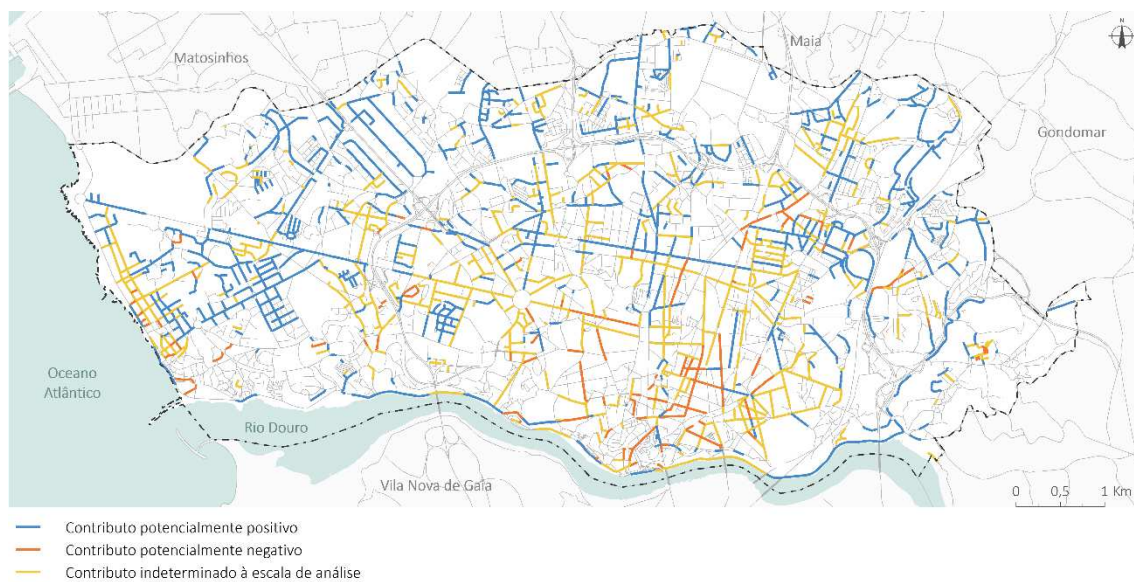 N
Maia
Matosinhos
Gondomar
Oceano
Atlântico
Rio Douro
Vila Nova de Gaia
0 0,5 1 Km
Contributo potencialmente positivo
Contributo potencialmente negativo
Contributo indeterminado à escala de análise